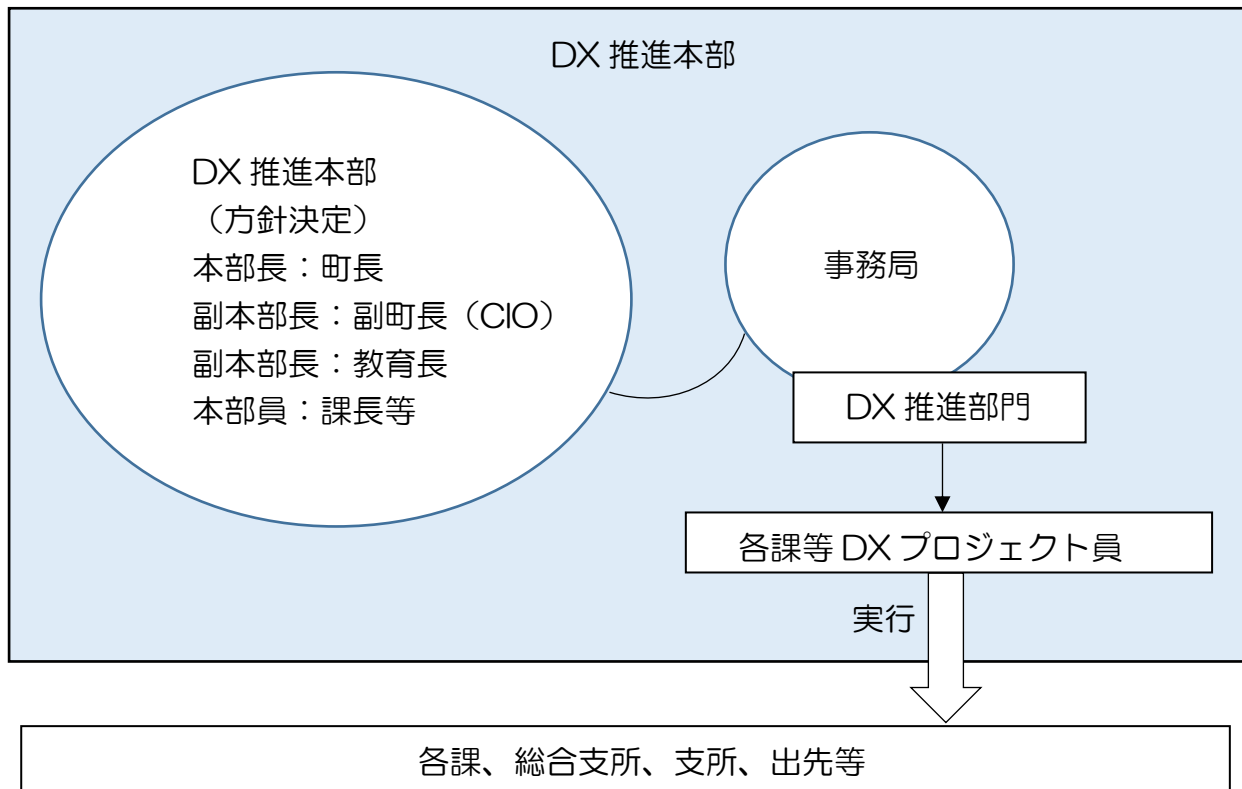 DX 推進本部
DX 推進本部
（方針決定）
本部長：町長
副本部長：副町長（CIO）
副本部長：教育長
本部員：課長等
事務局
DX 推進部門
各課等 DX プロジェクト員
実行
各課、総合支所、支所、出先等